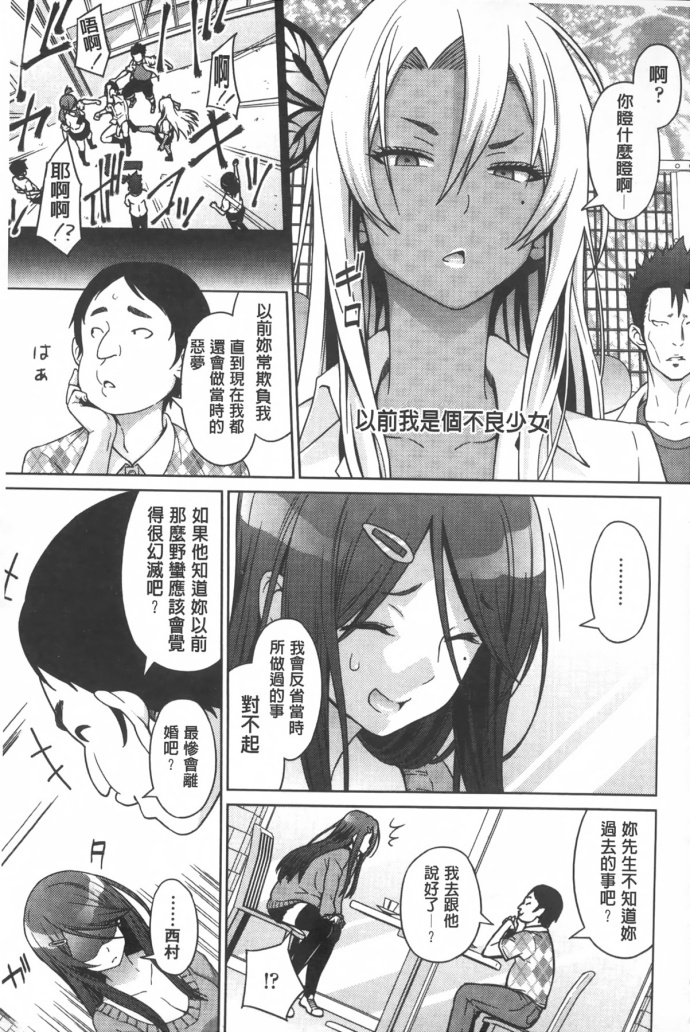 啊?
你瞪什麼瞪啊—
ギロ
以前我是個不良少女
啊!
唔啊!
耶啊啊!?
以前妳常欺負我
直到現在我都
還會做當時的
惡夢
はぁ
………
我會反省當時
所做過的事
對不起
如果他知道妳以前
那麼野蠻應該會覺
得很幻滅吧?
最慘會離
婚吧?
妳先生不知道妳
過去的事吧?
我去跟他
說好了—?
!?
……西村